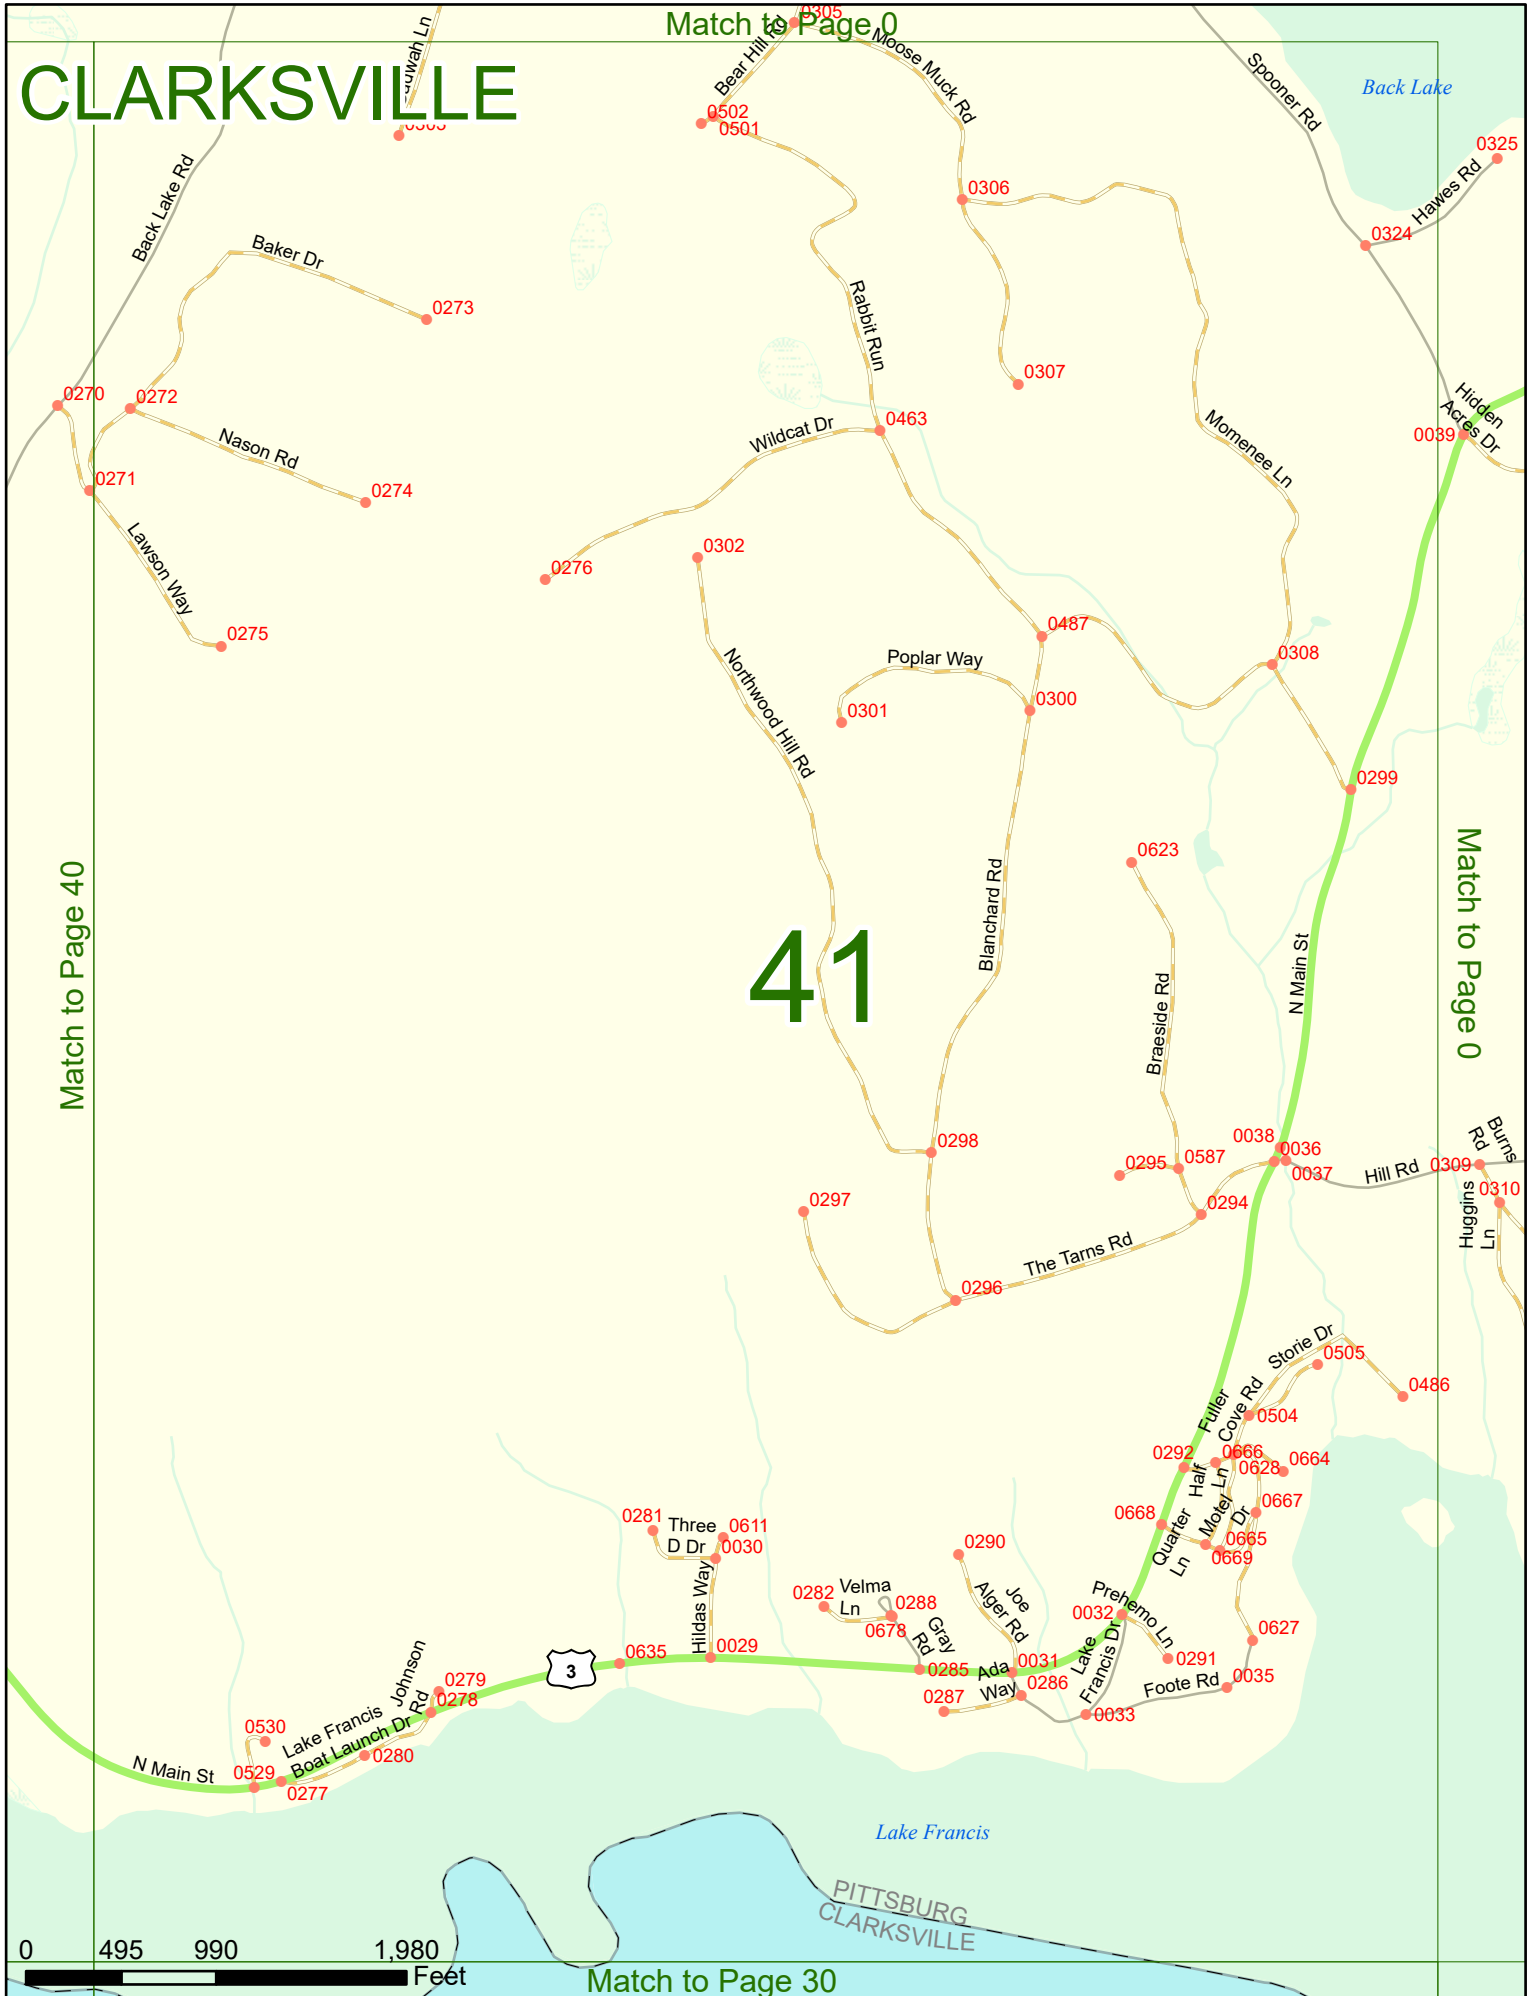 Match to Page 0
CLARKSVILLE
0305
Bear Hill Rd
Moose Muck Rd
Spooner Rd
Back Lake
0502
0501
0325
Hawes Rd
0324
Back Lake Rd
0306
Baker Dr
0273
Rabbit Run
0307
0270
0272
Nason Rd
0271
0274
Lawson Way
0275
Wildcat Dr
0463
0276
Momenee Ln
Hidden
Acres Dr
0039
0302
0487
Poplar Way
0308
0301
0300
Northwood Hill Rd
0299
Match to Page 40
0623
Match to Page 0
Blanchard Rd
41
N Main St
Braeside Rd
0298
0038
0036
0037
0295
0587
0294
Hill Rd
0309
Burns
Rd
0310
Huggins
Ln
0297
The Tarns Rd
0296
Storie Dr
0505
0486
Fuller
Cove Rd
0504
0292
0666
0628
0664
Half
Ln
Motel
Dr
0667
0668
Quarter
Ln
0665
0669
0281
Three
D Dr
0611
0030
Hildas Way
0290
0282
Velma
Ln
0288
0678
Gray
Rd
Joe
Alger Rd
Prehemo Ln
0032
0291
0627
Lake
Francis Dr
0635
0029
0285
0031
Ada
Way
0286
0287
0033
Foote Rd
0035
3
Johnson
Rd
0279
0278
0530
Lake Francis
Boat Launch Dr
0280
N Main St
0529
0277
Lake Francis
PITTSBURG
CLARKSVILLE
0 495 990 1,980
Feet
Match to Page 30